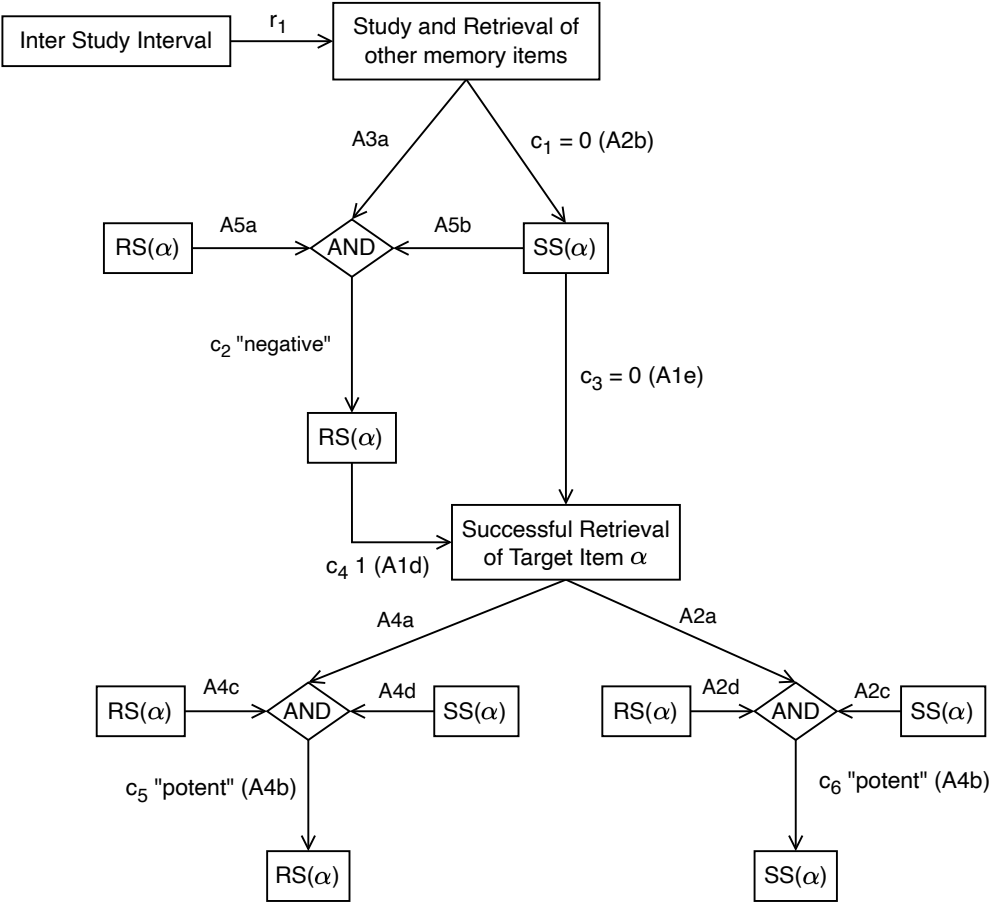 Inter Study Interval
r1
Study and Retrieval of
other memory items
A3a
c1 = 0 (A2b)
RS(α)
A5a
AND
A5b
SS(α)
c2 "negative"
c3 = 0 (A1e)
RS(α)
c4 1 (A1d)
Successful Retrieval
of Target Item α
A4a
A2a
RS(α)
A4c
AND
A4d
SS(α)
RS(α)
A2d
AND
A2c
SS(α)
c5 "potent" (A4b)
c6 "potent" (A4b)
RS(α)
SS(α)